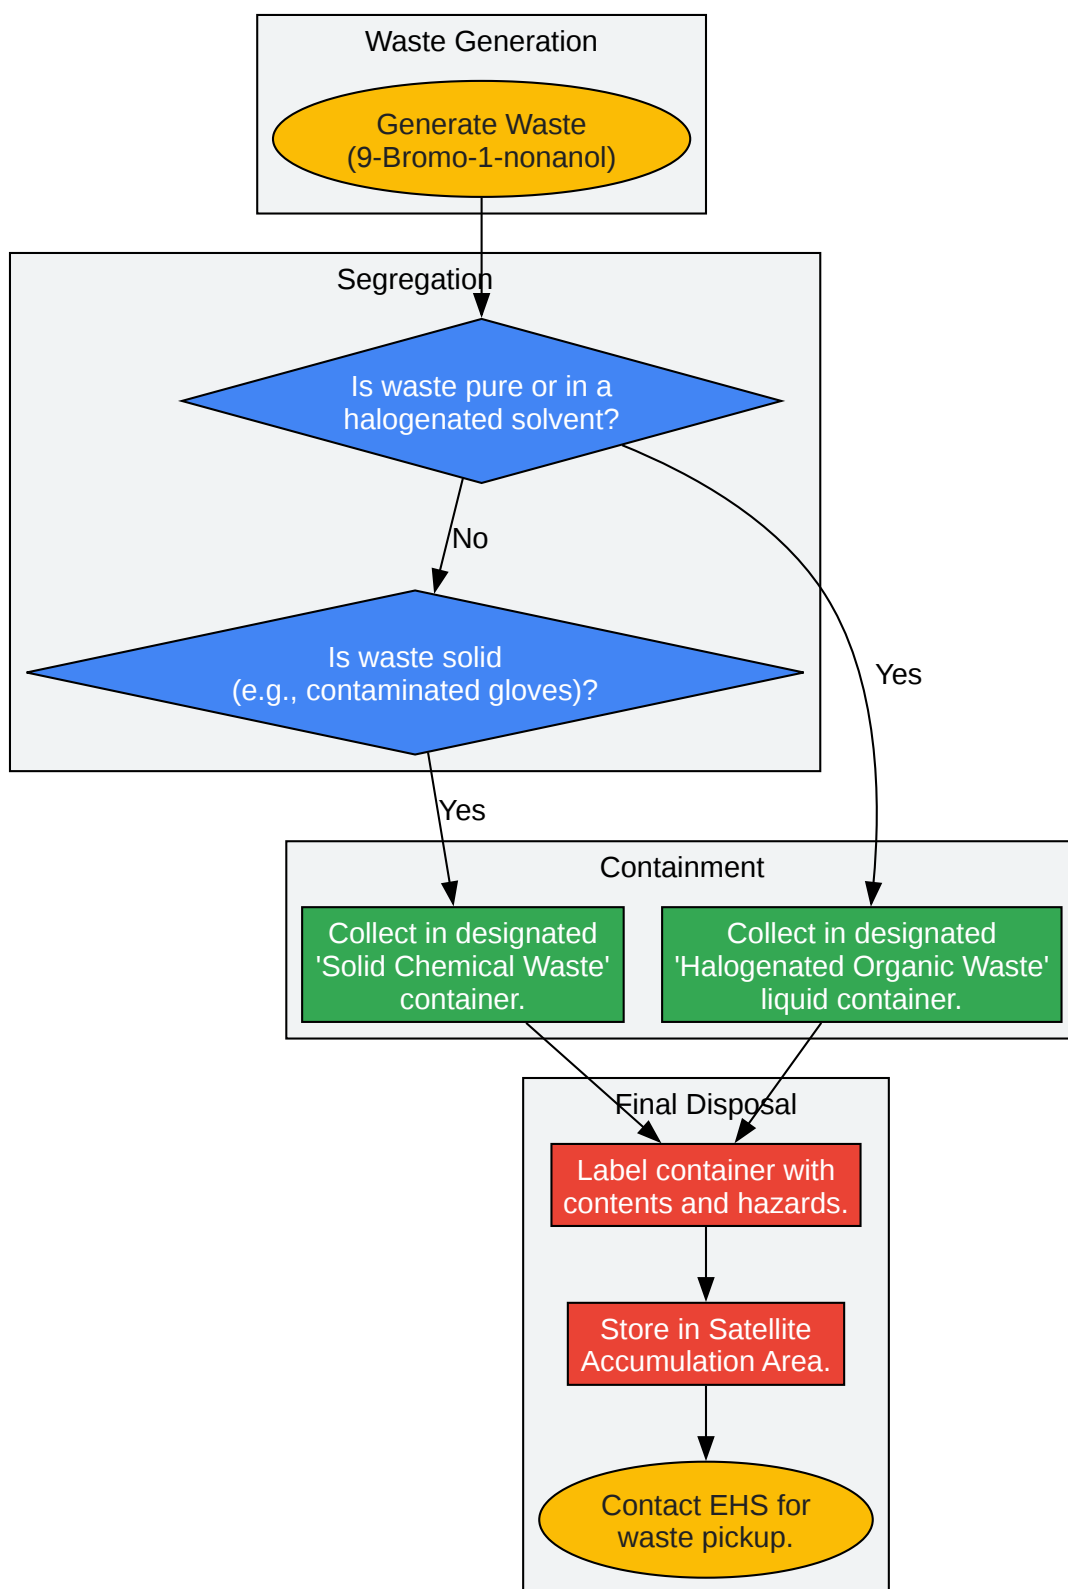 Waste Generation
Generate Waste
(9-Bromo-1-nonanol)
Segregation
Is waste pure or in a
halogenated solvent?
No
Is waste solid
(e.g., contaminated gloves)?
Yes
Yes
Containment
Collect in designated
'Solid Chemical Waste'
container.
Collect in designated
'Halogenated Organic Waste'
liquid container.
Final Disposal
Label container with
contents and hazards.
Store in Satellite
Accumulation Area.
Contact EHS for
waste pickup.